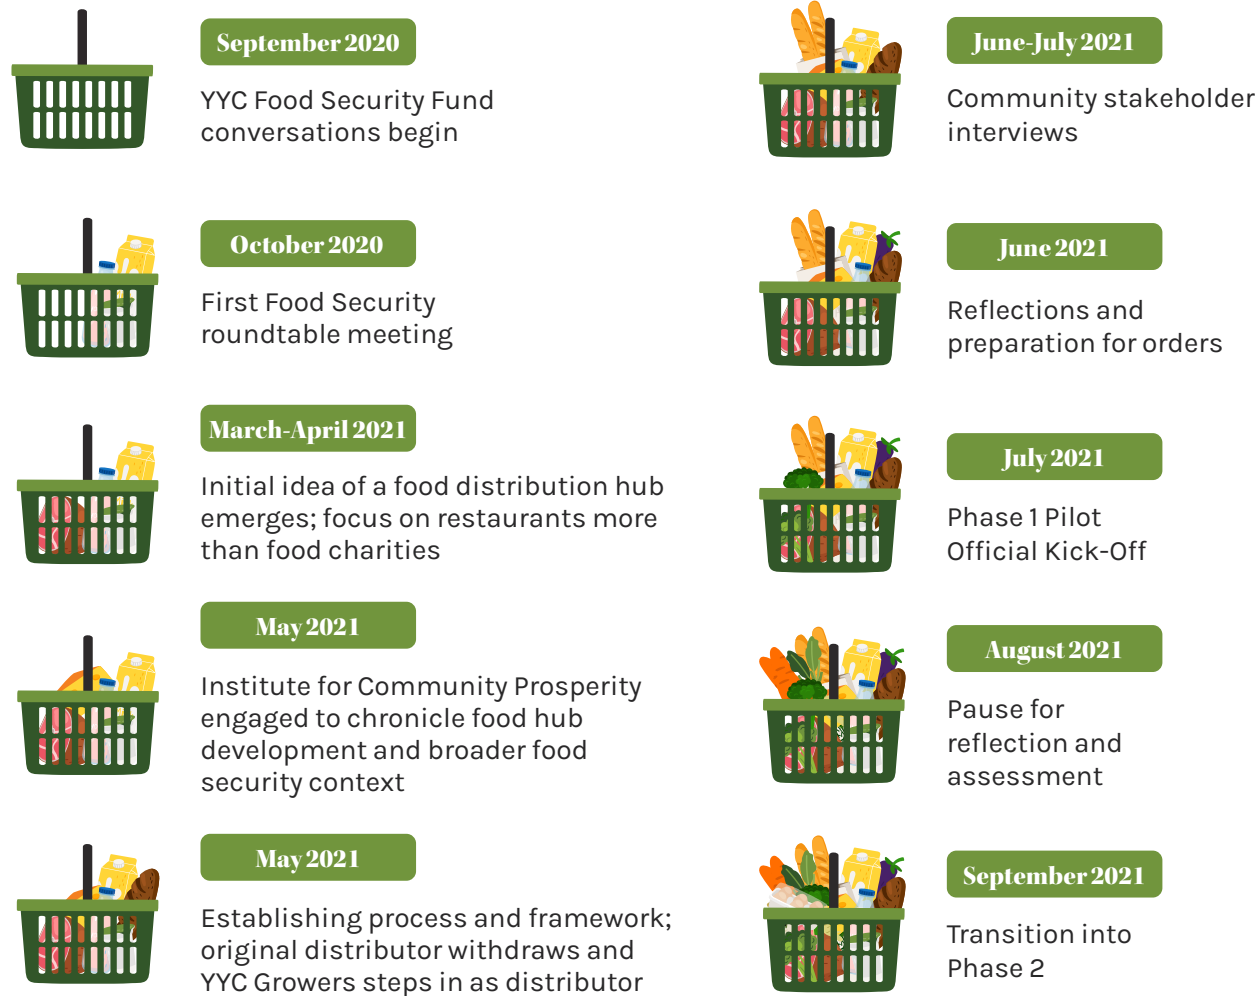 September 2020
YYC Food Security Fund
conversations begin
October 2020
First Food Security
roundtable meeting
March-April 2021
Initial idea of a food distribution hub
emerges; focus on restaurants more
than food charities
May 2021
Institute for Community Prosperity
engaged to chronicle food hub
development and broader food
security context
May 2021
Establishing process and framework;
original distributor withdraws and
YYC Growers steps in as distributor
June-July 2021
Community stakeholder
interviews
June 2021
Reflections and
preparation for orders
July 2021
Phase 1 Pilot
Official Kick-Off
August 2021
Pause for
reflection and
assessment
September 2021
Transition into
Phase 2